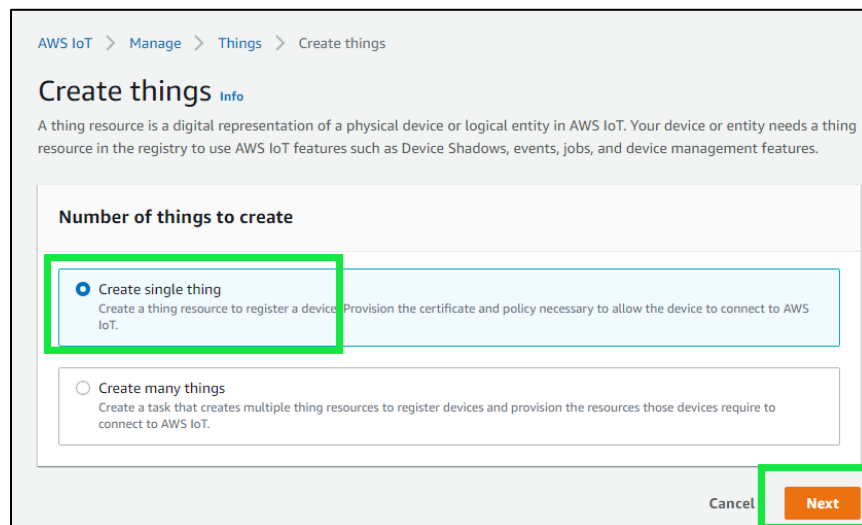 AWS IoT > Manage > Things > Create things
Create things Info
A thing resource is a digital representation of a physical device or logical entity in AWS IoT. Your device or entity needs a thing
resource in the registry to use AWS IoT features such as Device Shadows, events, jobs, and device management features.
Number of things to create
Create single thing
Create a thing resource to register a device. Provision the certificate and policy necessary to allow the device to connect to AWS
IoT.
Create many things
Create a task that creates multiple thing resources to register devices and provision the resources those devices require to
connect to AWS IoT.
Cancel Next